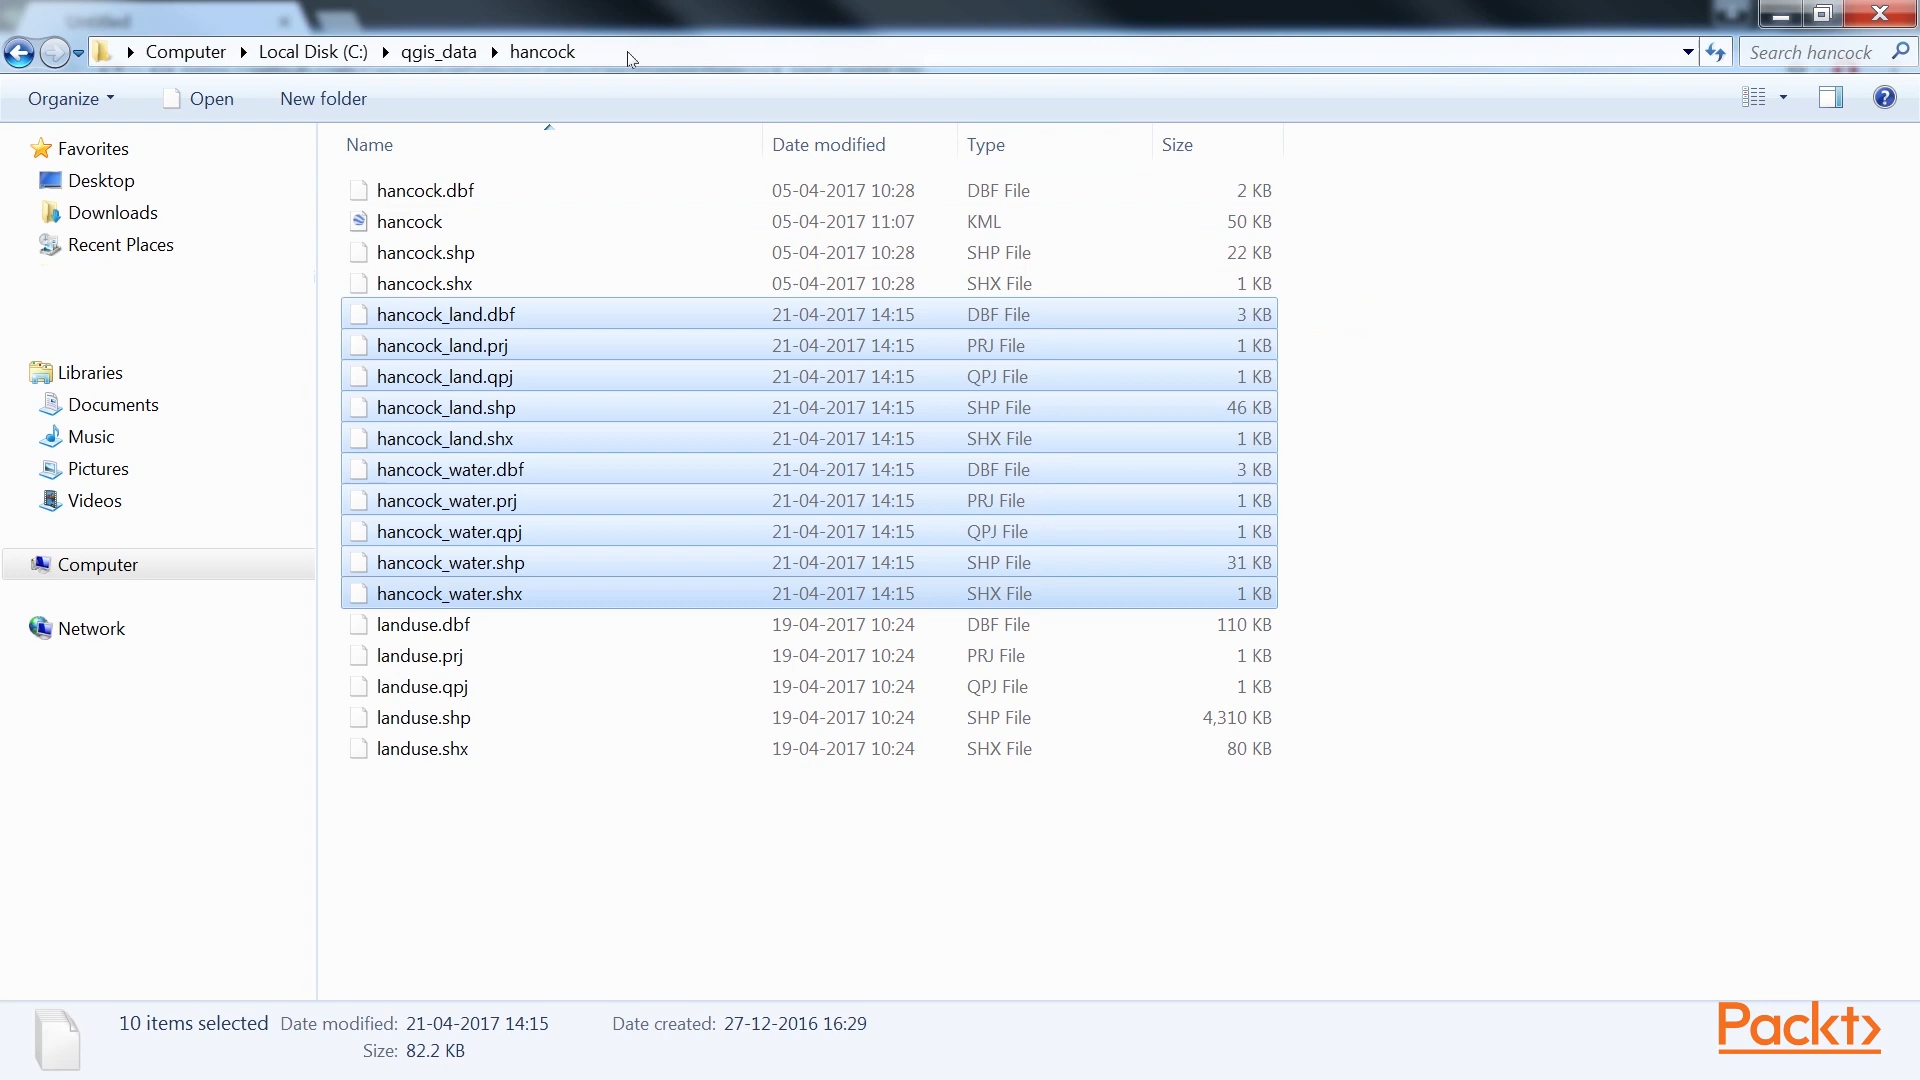 Untitled
Computer Local Disk (C:) qgis_data hancock
Search hancock
Organize Open New folder
Name Date modified Type Size
Favorites
Desktop
Downloads
Recent Places
Libraries
Documents
Music
Pictures
Videos
Computer
Network
hancock.dbf 05-04-2017 10:28 DBF File 2 KB
hancock 05-04-2017 11:07 KML 50 KB
hancock.shp 05-04-2017 10:28 SHP File 22 KB
hancock.shx 05-04-2017 10:28 SHX File 1 KB
hancock_land.dbf 21-04-2017 14:15 DBF File 3 KB
hancock_land.prj 21-04-2017 14:15 PRJ File 1 KB
hancock_land.qpj 21-04-2017 14:15 QPJ File 1 KB
hancock_land.shp 21-04-2017 14:15 SHP File 46 KB
hancock_land.shx 21-04-2017 14:15 SHX File 1 KB
hancock_water.dbf 21-04-2017 14:15 DBF File 3 KB
hancock_water.prj 21-04-2017 14:15 PRJ File 1 KB
hancock_water.qpj 21-04-2017 14:15 QPJ File 1 KB
hancock_water.shp 21-04-2017 14:15 SHP File 31 KB
hancock_water.shx 21-04-2017 14:15 SHX File 1 KB
landuse.dbf 19-04-2017 10:24 DBF File 110 KB
landuse.prj 19-04-2017 10:24 PRJ File 1 KB
landuse.qpj 19-04-2017 10:24 QPJ File 1 KB
landuse.shp 19-04-2017 10:24 SHP File 4,310 KB
landuse.shx 19-04-2017 10:24 SHX File 80 KB
10 items selected Date modified: 21-04-2017 14:15 Date created: 27-12-2016 16:29
Size: 82.2 KB
Packt>